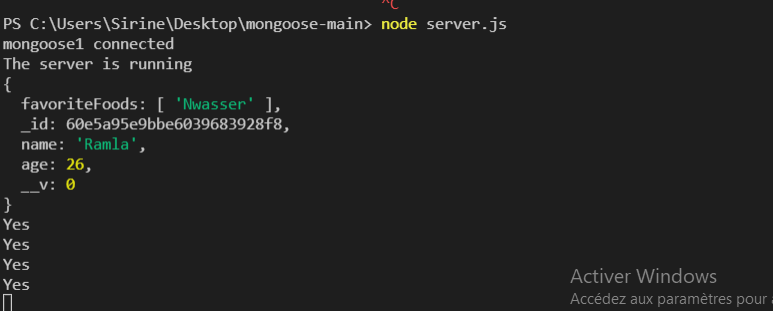 ^C
PS C:\Users\Sirine\Desktop\mongoose-main> node server.js
mongoose1 connected
The server is running
{
  favoriteFoods: [ 'Nwasser' ],
  _id: 60e5a95e9bbe6039683928f8,
  name: 'Ramla',
  age: 26,
  __v: 0
}
Yes
Yes
Yes
Yes
Activer Windows
Accédez aux paramètres pour a